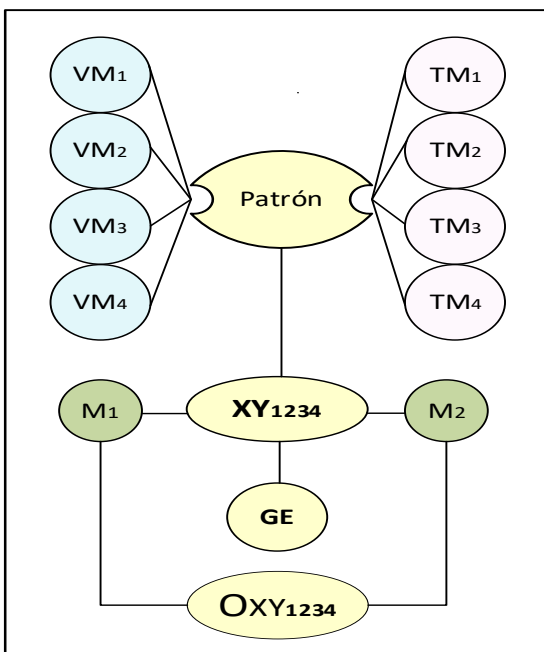 VM1
TM1
VM2
TM2
Patrón
VM3
TM3
VM4
TM4
M1
XY1234
M2
GE
OXY1234